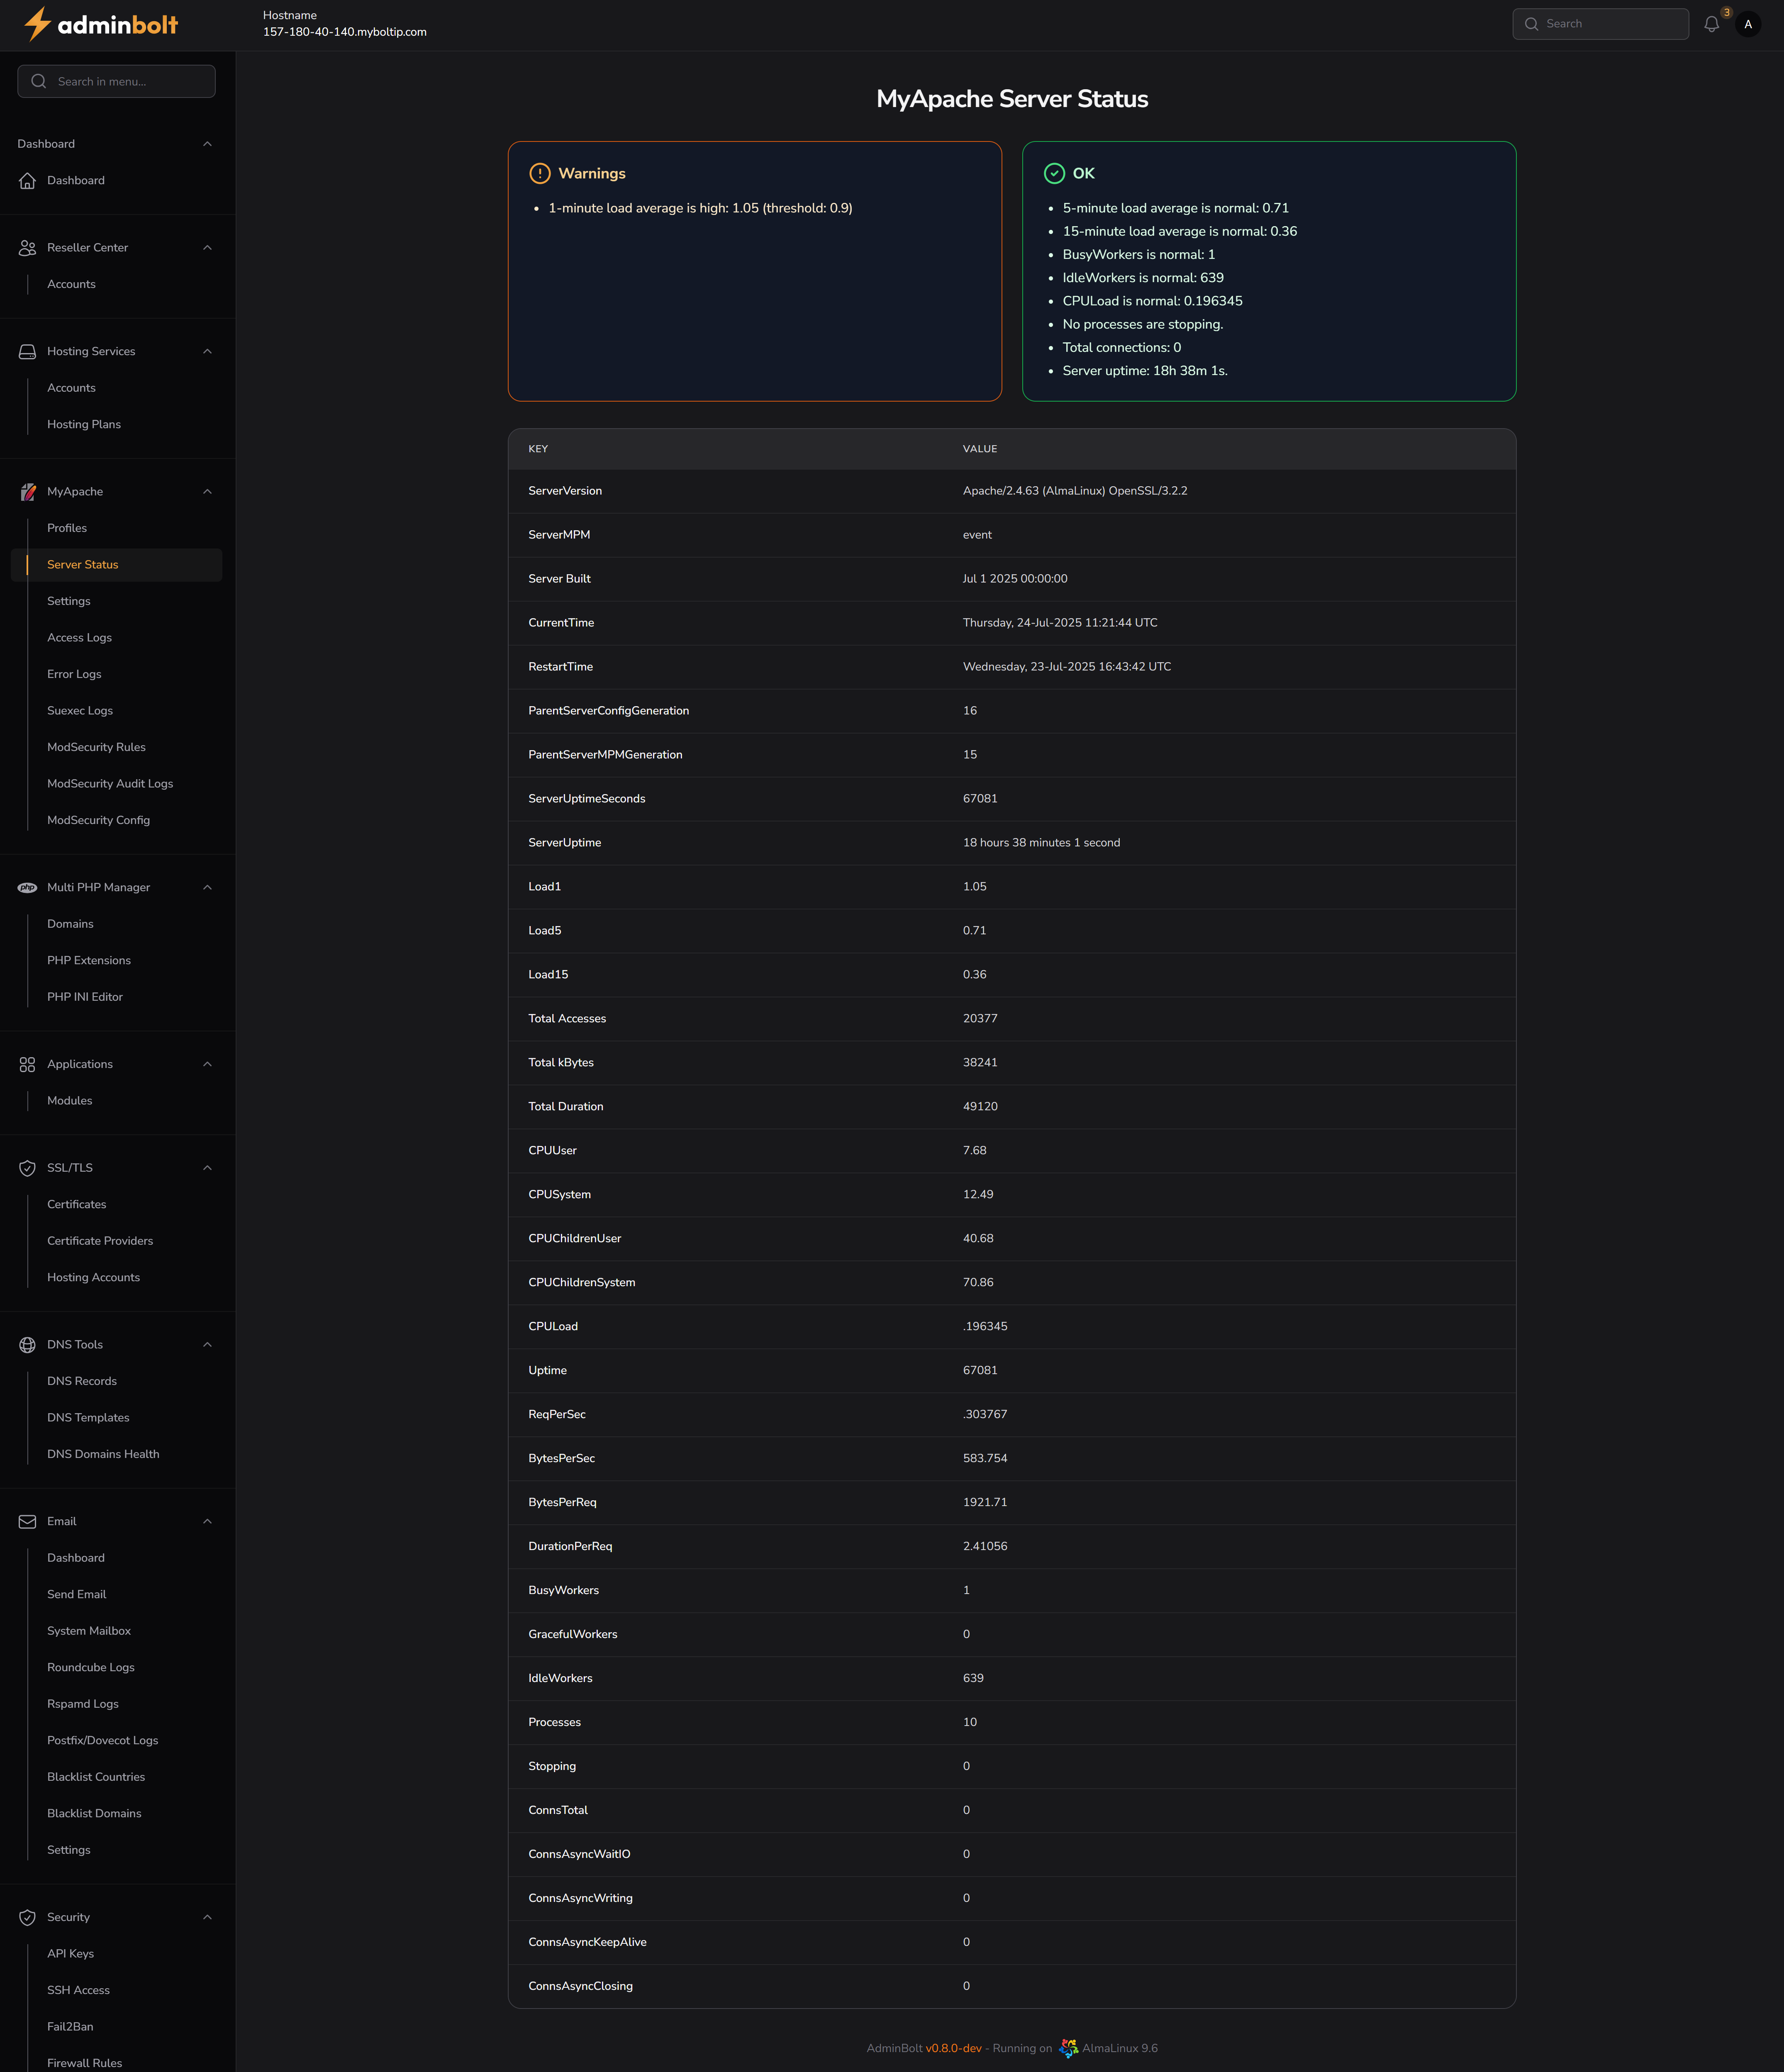 adminbolt
Hostname
157-180-40-140.myboltip.com
Search
3
A
Search in menu...
Dashboard
Dashboard
Reseller Center
Accounts
Hosting Services
Accounts
Hosting Plans
MyApache
Profiles
Server Status
Settings
Access Logs
Error Logs
Suexec Logs
ModSecurity Rules
ModSecurity Audit Logs
ModSecurity Config
php
Multi PHP Manager
Domains
PHP Extensions
PHP INI Editor
Applications
Modules
SSL/TLS
Certificates
Certificate Providers
Hosting Accounts
DNS Tools
DNS Records
DNS Templates
DNS Domains Health
Email
Dashboard
Send Email
System Mailbox
Roundcube Logs
Rspamd Logs
Postfix/Dovecot Logs
Blacklist Countries
Blacklist Domains
Settings
Security
API Keys
SSH Access
Fail2Ban
Firewall Rules
MyApache Server Status
Warnings
• 1-minute load average is high: 1.05 (threshold: 0.9)
OK
• 5-minute load average is normal: 0.71
• 15-minute load average is normal: 0.36
• BusyWorkers is normal: 1
• IdleWorkers is normal: 639
• CPULoad is normal: 0.196345
• No processes are stopping.
• Total connections: 0
• Server uptime: 18h 38m 1s.
KEY VALUE
ServerVersion Apache/2.4.63 (AlmaLinux) OpenSSL/3.2.2
ServerMPM event
Server Built Jul 1 2025 00:00:00
CurrentTime Thursday, 24-Jul-2025 11:21:44 UTC
RestartTime Wednesday, 23-Jul-2025 16:43:42 UTC
ParentServerConfigGeneration 16
ParentServerMPMGeneration 15
ServerUptimeSeconds 67081
ServerUptime 18 hours 38 minutes 1 second
Load1 1.05
Load5 0.71
Load15 0.36
Total Accesses 20377
Total kBytes 38241
Total Duration 49120
CPUUser 7.68
CPUSystem 12.49
CPUChildrenUser 40.68
CPUChildrenSystem 70.86
CPULoad .196345
Uptime 67081
ReqPerSec .303767
BytesPerSec 583.754
BytesPerReq 1921.71
DurationPerReq 2.41056
BusyWorkers 1
GracefulWorkers 0
IdleWorkers 639
Processes 10
Stopping 0
ConnsTotal 0
ConnsAsyncWaitIO 0
ConnsAsyncWriting 0
ConnsAsyncKeepAlive 0
ConnsAsyncClosing 0
AdminBolt v0.8.0-dev - Running on AlmaLinux 9.6